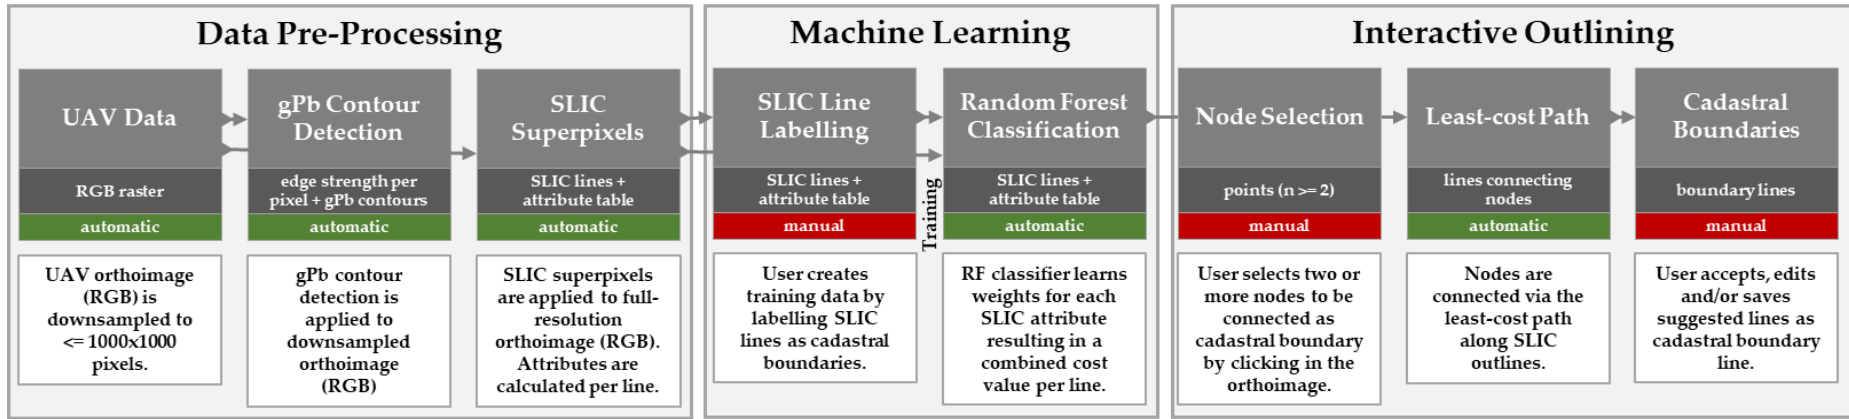 Data Pre-Processing
UAV Data
RGB raster
automatic
UAV orthoimage
(RGB) is
downsampled to
<= 1000x1000
pixels.
gPb Contour
Detection
edge strength per
pixel + gPb contours
automatic
gPb contour
detection is
applied to
downsampled
orthoimage
(RGB)
SLIC
Superpixels
SLIC lines +
attribute table
automatic
SLIC superpixels
are applied to full-
resolution
orthoimage (RGB).
Attributes are
calculated per line.
Machine Learning
SLIC Line
Labelling
SLIC lines +
attribute table
manual
User creates
training data by
labelling SLIC
lines as cadastral
boundaries.
Training
Random Forest
Classification
SLIC lines +
attribute table
automatic
RF classifier learns
weights for each
SLIC attribute
resulting in a
combined cost
value per line.
Interactive Outlining
Node Selection
points (n >= 2)
manual
User selects two or
more nodes to be
connected as
cadastral boundary
by clicking in the
orthoimage.
Least-cost Path
lines connecting
nodes
automatic
Nodes are
connected via the
least-cost path
along SLIC
outlines.
Cadastral
Boundaries
boundary lines
manual
User accepts, edits
and/or saves
suggested lines as
cadastral boundary
line.